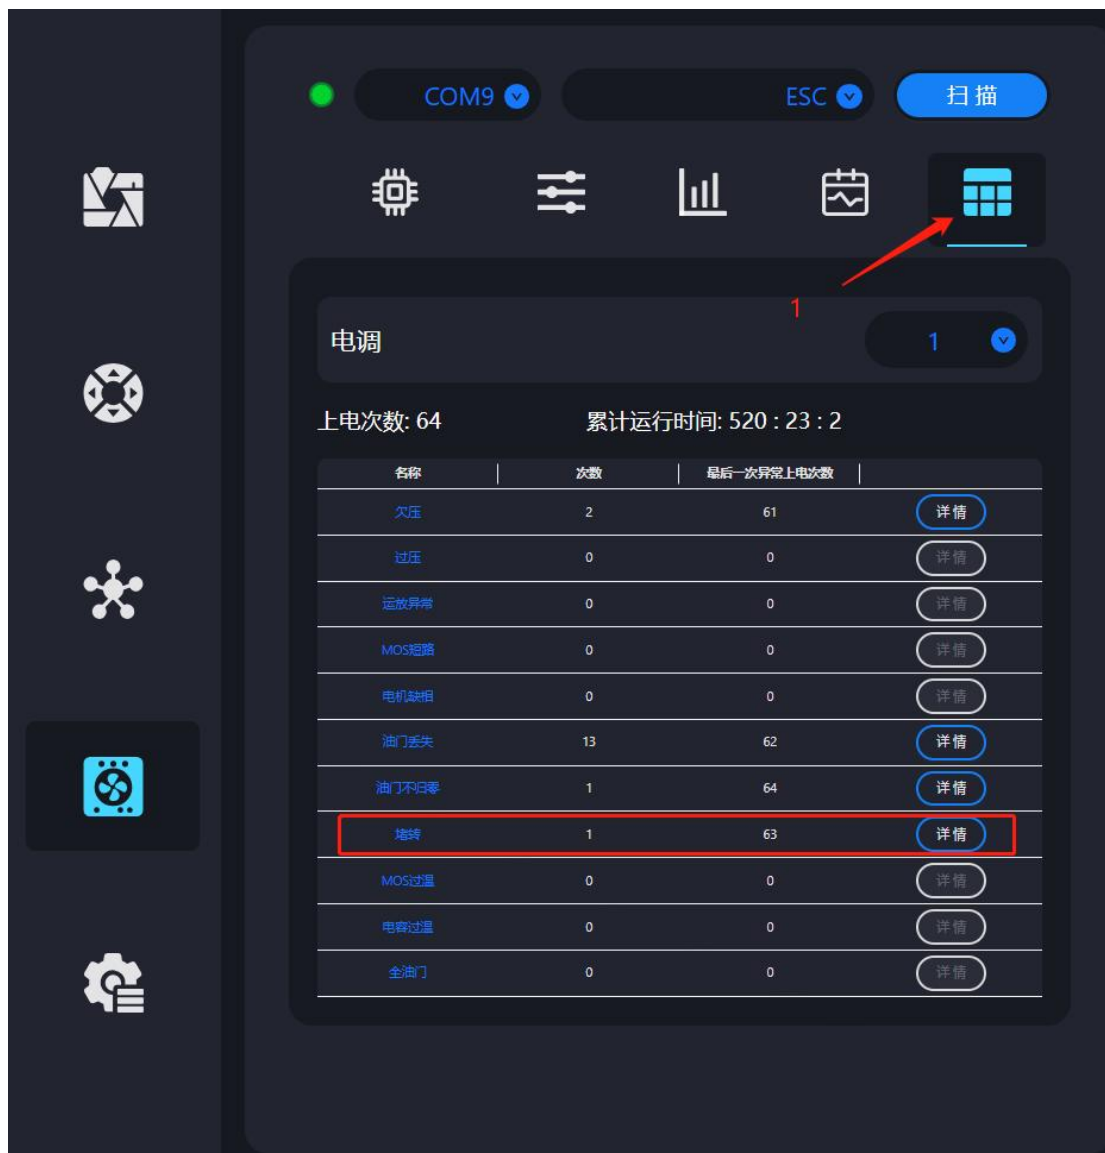 COM9 ESC 扫描
1
电调 1
上电次数: 64 累计运行时间: 520 : 23 : 2
名称 次数 最后一次异常上电次数
欠压 2 61 详情
过压 0 0 详情
运放异常 0 0 详情
MOS短路 0 0 详情
电机缺相 0 0 详情
油门丢失 13 62 详情
油门不归零 1 64 详情
堵转 1 63 详情
MOS过温 0 0 详情
电容过温 0 0 详情
全油门 0 0 详情